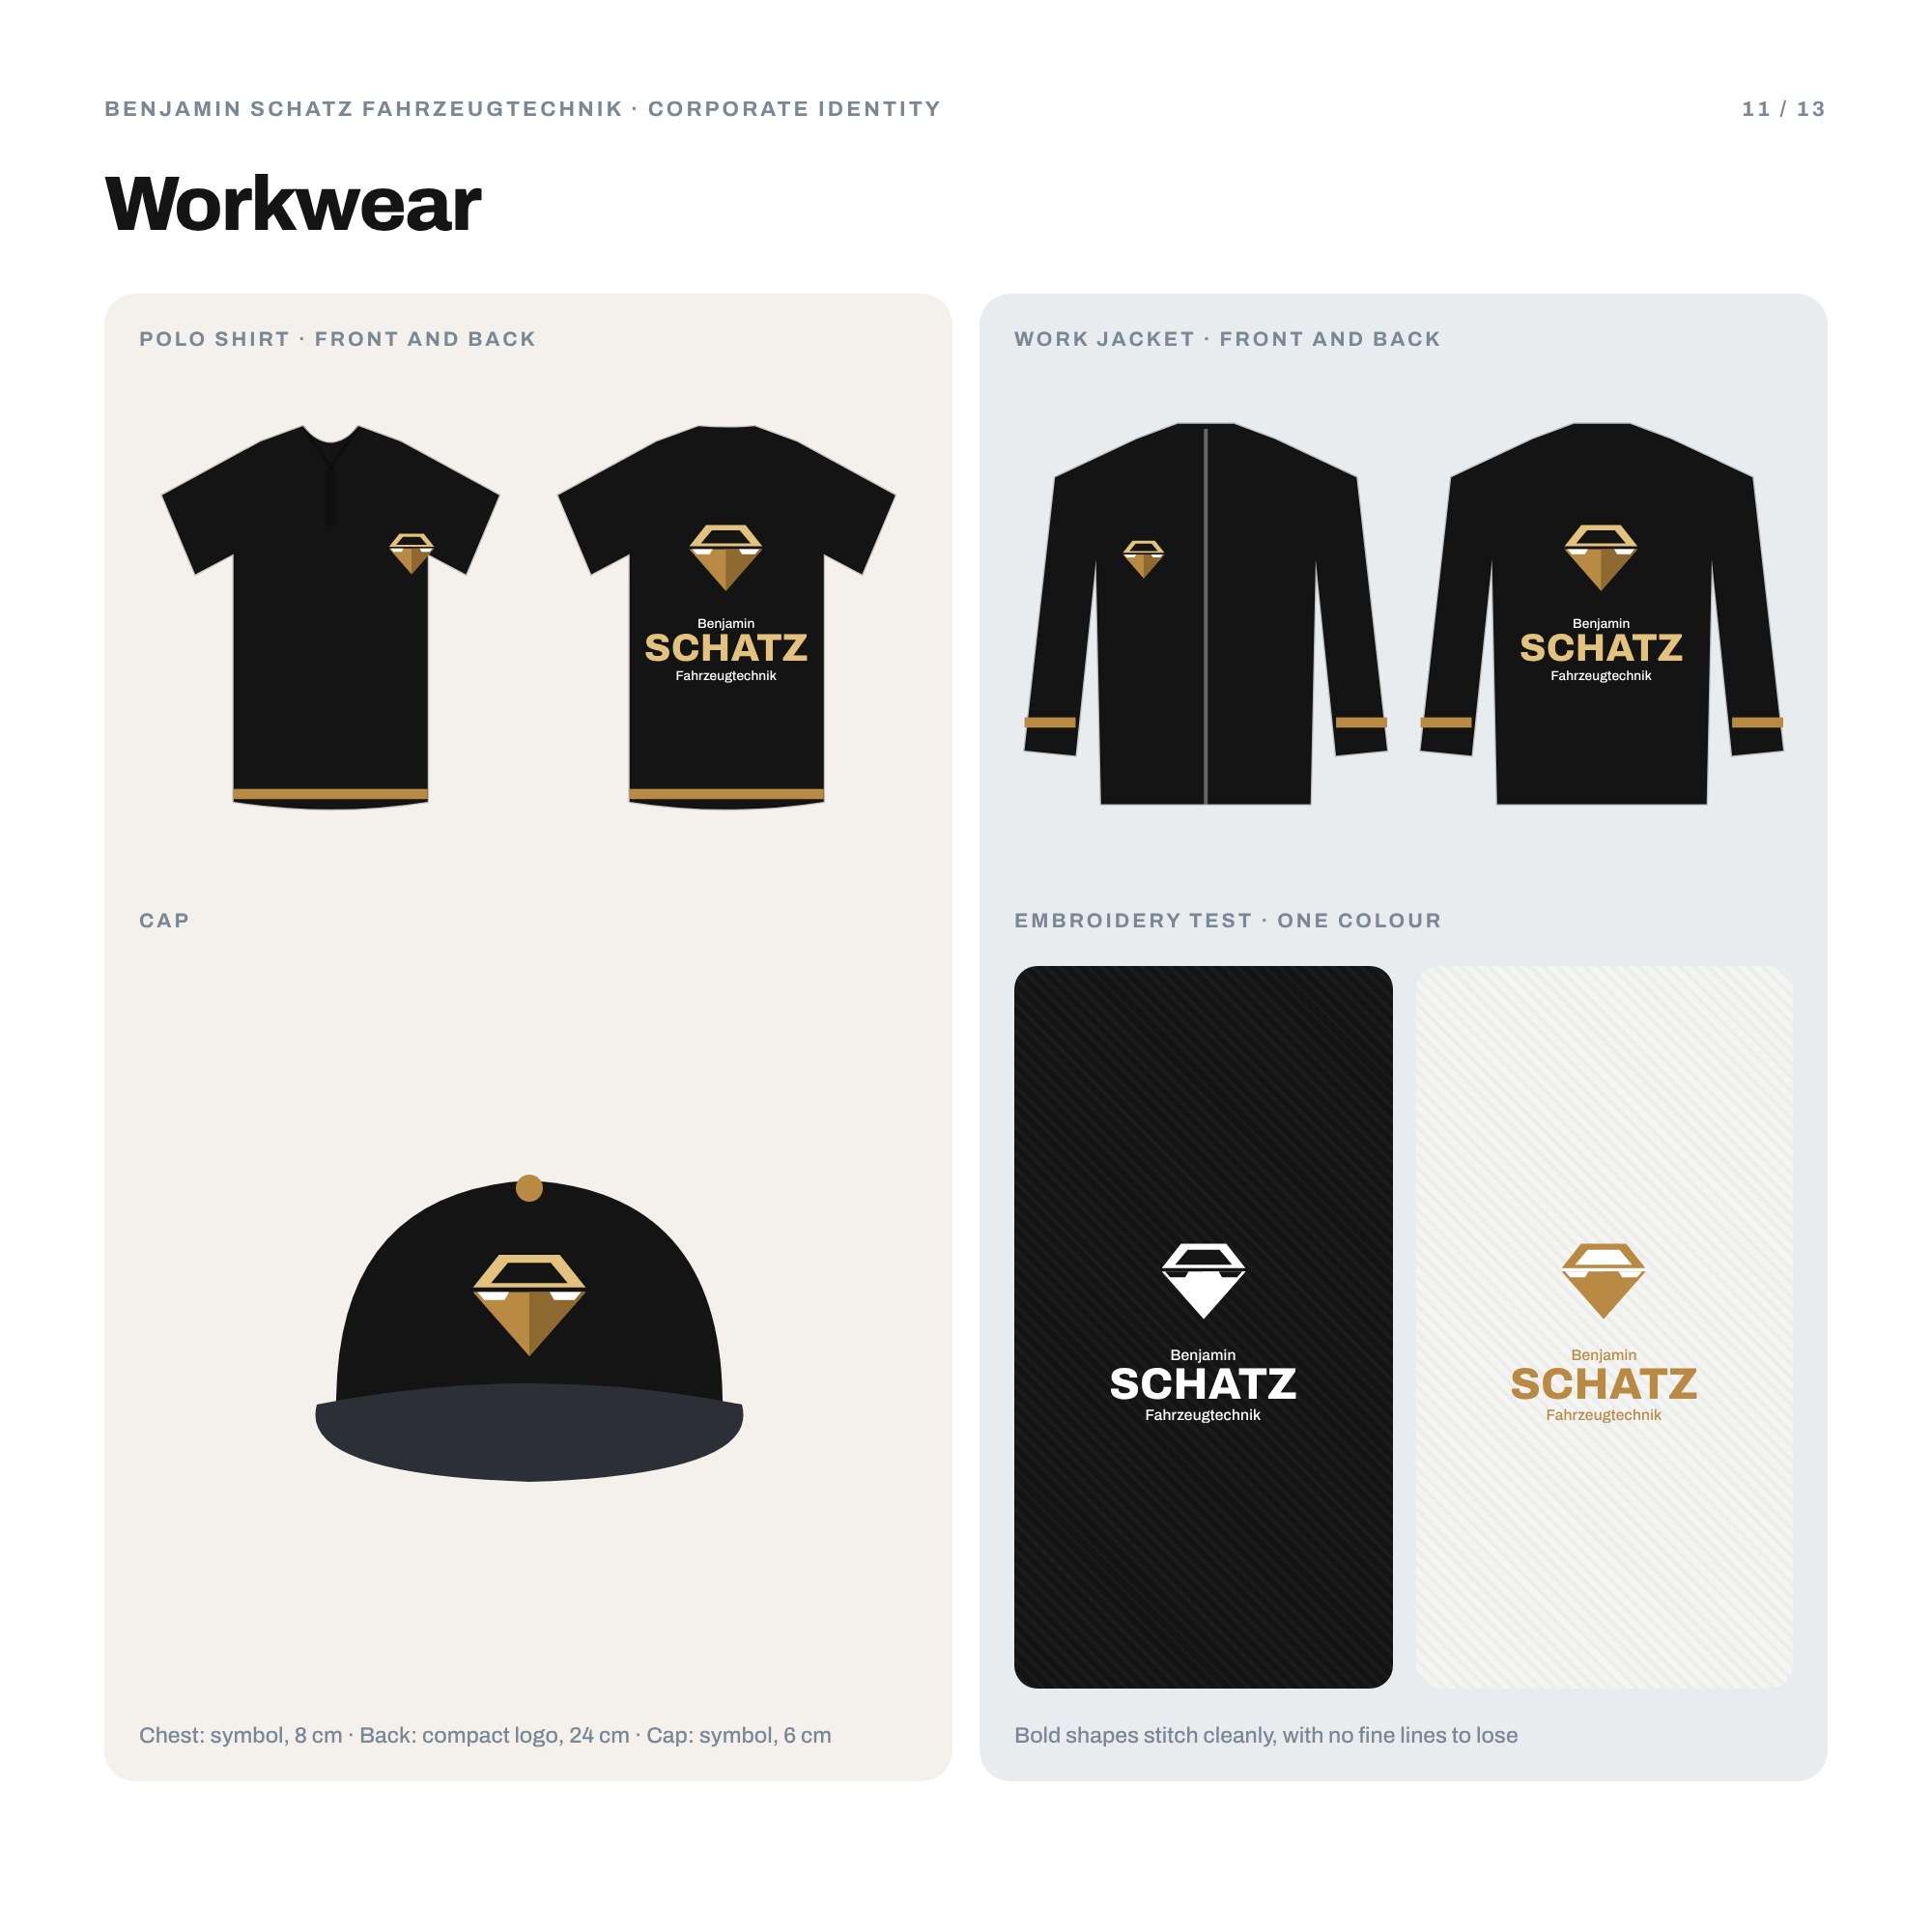 BENJAMIN SCHATZ FAHRZEUGTECHNIK · CORPORATE IDENTITY
11 / 13
Workwear
POLO SHIRT · FRONT AND BACK
Benjamin
SCHATZ
Fahrzeugtechnik
WORK JACKET · FRONT AND BACK
Benjamin
SCHATZ
Fahrzeugtechnik
CAP
Chest: symbol, 8 cm · Back: compact logo, 24 cm · Cap: symbol, 6 cm
EMBROIDERY TEST · ONE COLOUR
Benjamin
SCHATZ
Fahrzeugtechnik
Benjamin
SCHATZ
Fahrzeugtechnik
Bold shapes stitch cleanly, with no fine lines to lose